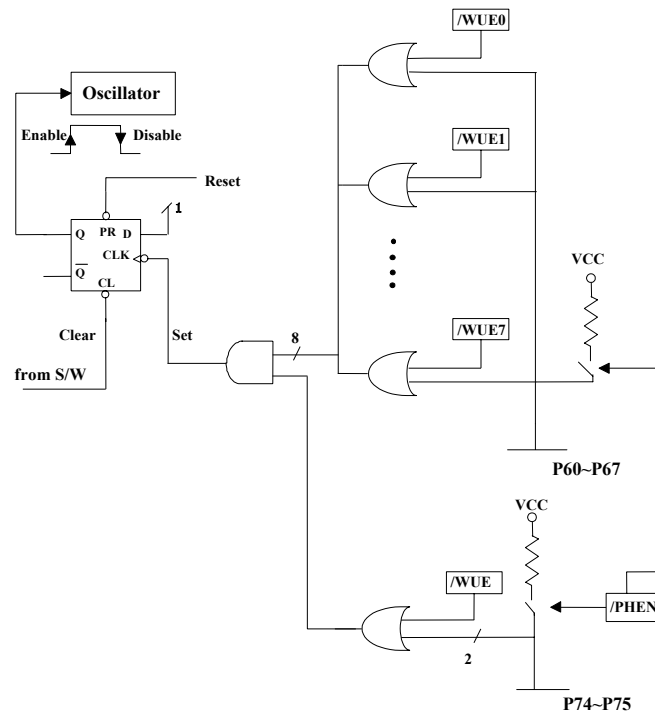 /WUE0
Oscillator
Enable
Disable
/WUE1
Reset
1
Q
PR
D
CLK
Q
CL
VCC
Clear
Set
8
/WUE7
from S/W
P60~P67
VCC
/WUE
/PHEN
2
P74~P75